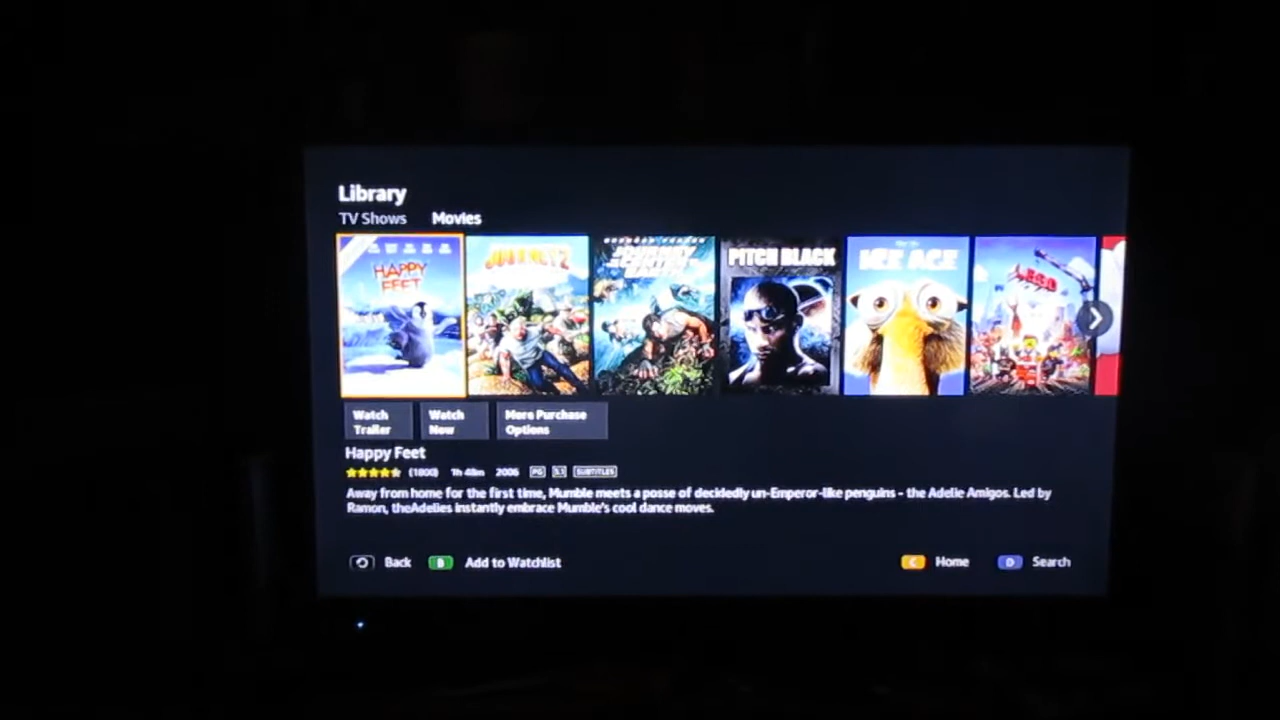 Library
TV Shows Movies
HAPPY
FEET
JOURNEY
PITCH BLACK
ICE AGE
LEGO
Watch
Trailer
Watch
Now
More Purchase
Options
Happy Feet
(1800) 1h 48m 2006 PG 5.1 SUBTITLES
Away from home for the first time, Mumble meets a posse of decidedly un-Emperor-like penguins - the Adelie Amigos. Led by
Ramon, theAdelies instantly embrace Mumble's cool dance moves.
Back B Add to Watchlist C Home D Search